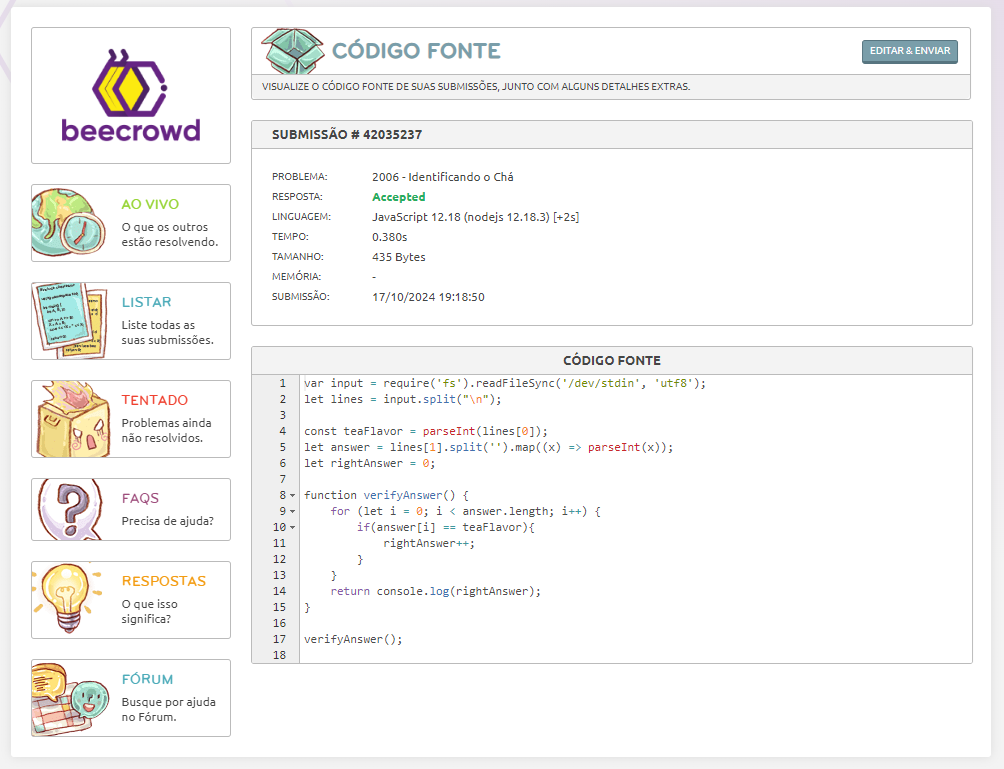 beecrowd
AO VIVO
O que os outros
estão resolvendo.
LISTAR
Liste todas as
suas submissões.
TENTADO
Problemas ainda
não resolvidos.
FAQS
Precisa de ajuda?
RESPOSTAS
O que isso
significa?
FÓRUM
Busque por ajuda
no Fórum.
CÓDIGO FONTE
EDITAR & ENVIAR
VISUALIZE O CÓDIGO FONTE DE SUAS SUBMISSÕES, JUNTO COM ALGUNS DETALHES EXTRAS.
SUBMISSÃO # 42035237
PROBLEMA: 2006 - Identificando o Chá
RESPOSTA: Accepted
LINGUAGEM: JavaScript 12.18 (nodejs 12.18.3) [+2s]
TEMPO: 0.380s
TAMANHO: 435 Bytes
MEMÓRIA: -
SUBMISSÃO: 17/10/2024 19:18:50
CÓDIGO FONTE
1 var input = require('fs').readFileSync('/dev/stdin', 'utf8');
2 let lines = input.split("\n");
3
4 const teaFlavor = parseInt(lines[0]);
5 let answer = lines[1].split('').map((x) => parseInt(x));
6 let rightAnswer = 0;
7
8 function verifyAnswer() {
9     for (let i = 0; i < answer.length; i++) {
10         if(answer[i] == teaFlavor){
11             rightAnswer++;
12         }
13     }
14     return console.log(rightAnswer);
15 }
16
17 verifyAnswer();
18